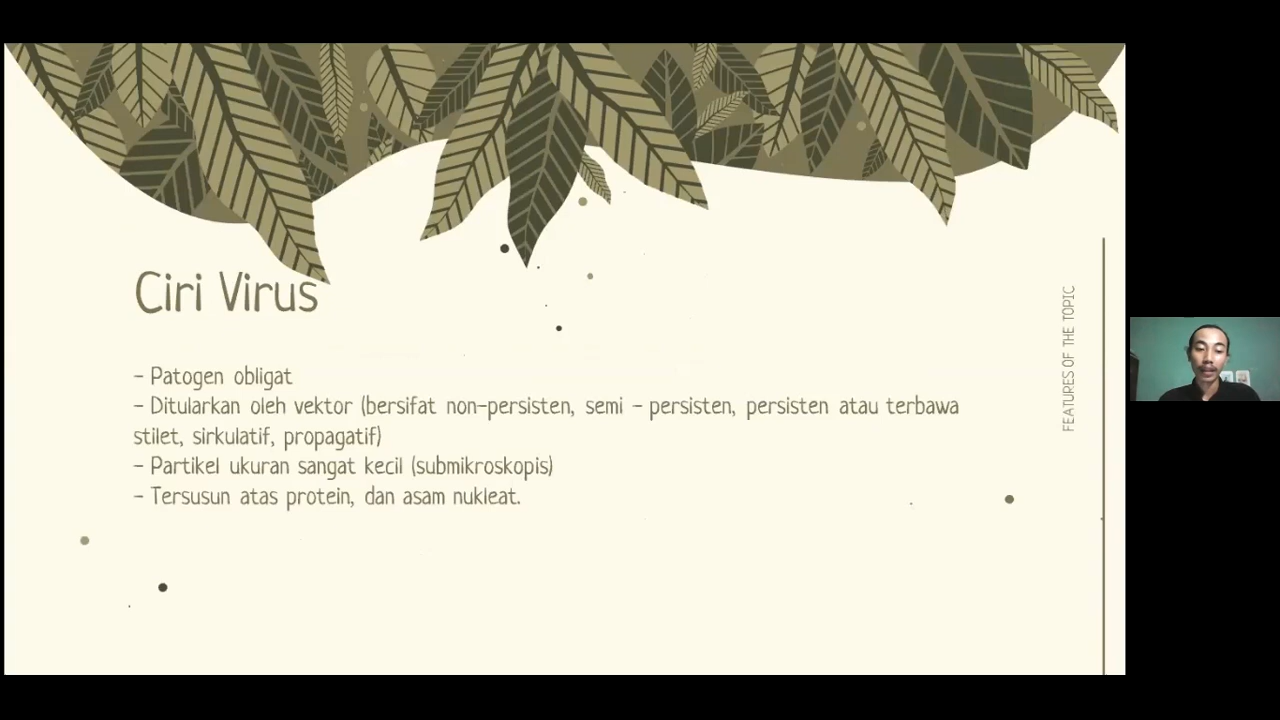 Ciri Virus
- Patogen obligat
- Ditularkan oleh vektor (bersifat non-persisten, semi - persisten, persisten atau terbawa
stilet, sirkulatif, propagatif)
- Partikel ukuran sangat kecil (submikroskopis)
- Tersusun atas protein, dan asam nukleat.
FEATURES OF THE TOPIC